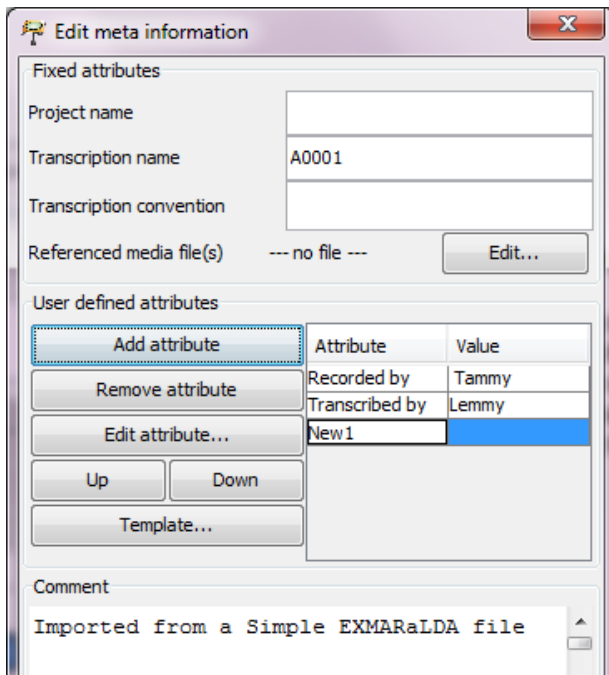 Edit meta information
Fixed attributes
Project name
Transcription name A0001
Transcription convention
Referenced media file(s) --- no file --- Edit...
User defined attributes
Add attribute
Remove attribute
Edit attribute...
Up Down
Template...
Attribute Value
Recorded by Tammy
Transcribed by Lemmy
New1
Comment
Imported from a Simple EXMARaLDA file